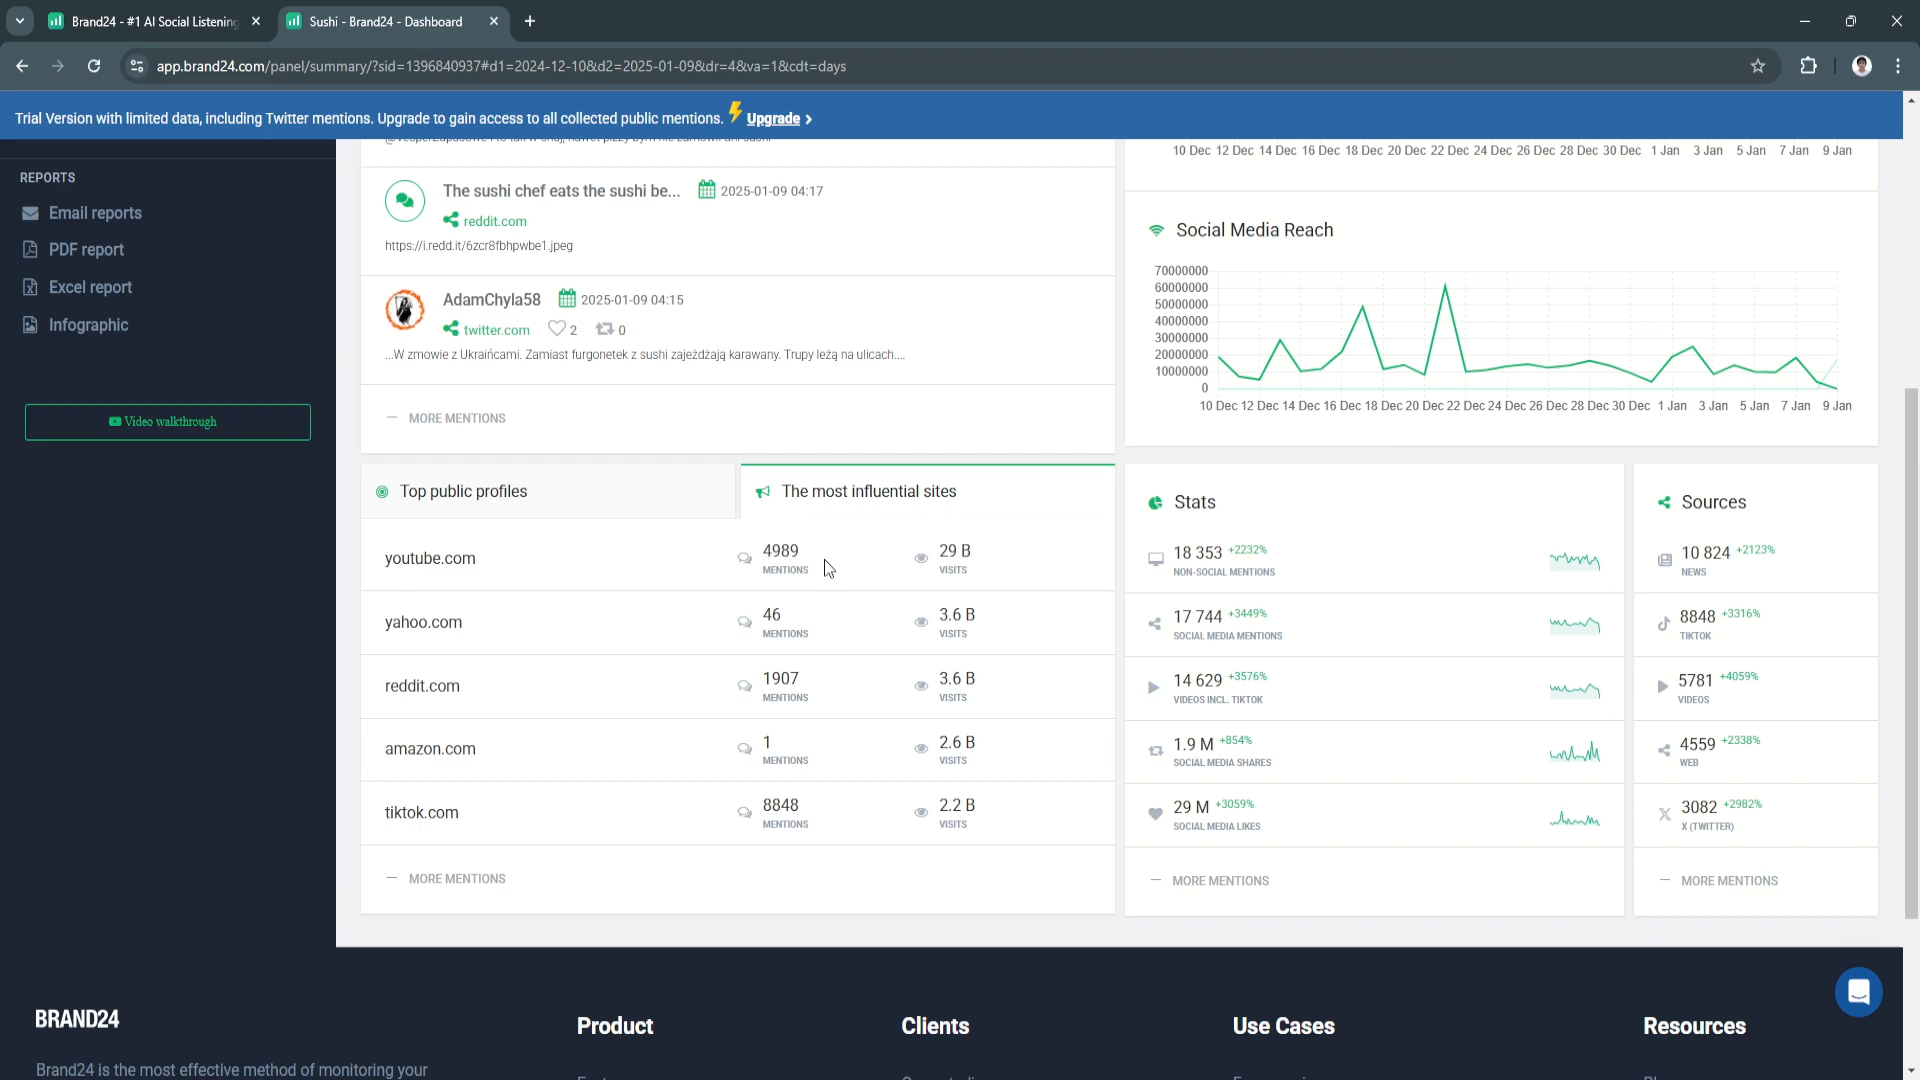 Brand24 - #1 AI Social Listening
Sushi - Brand24 - Dashboard
app.brand24.com/panel/summary/?sid=1396840937#d1=2024-12-10&d2=2025-01-09&dr=4&va=1&cdt=days
Trial Version with limited data, including Twitter mentions. Upgrade to gain access to all collected public mentions. Upgrade >
REPORTS
Email reports
PDF report
Excel report
Infographic
Video walkthrough
The sushi chef eats the sushi be... 2025-01-09 04:17
reddit.com
https://i.redd.it/6zcr8fbhpwbe1.jpeg
AdamChyla58 2025-01-09 04:15
twitter.com 2 0
...W zmowie z Ukraińcami. Zamiast furgonetek z sushi zajeżdżają karawany. Trupy leżą na ulicach....
MORE MENTIONS
10 Dec 12 Dec 14 Dec 16 Dec 18 Dec 20 Dec 22 Dec 24 Dec 26 Dec 28 Dec 30 Dec 1 Jan 3 Jan 5 Jan 7 Jan 9 Jan
Social Media Reach
70000000
60000000
50000000
40000000
30000000
20000000
10000000
0
10 Dec 12 Dec 14 Dec 16 Dec 18 Dec 20 Dec 22 Dec 24 Dec 26 Dec 28 Dec 30 Dec 1 Jan 3 Jan 5 Jan 7 Jan 9 Jan
Top public profiles
The most influential sites
youtube.com 4989 29 B
MENTIONS VISITS
yahoo.com 46 3.6 B
MENTIONS VISITS
reddit.com 1907 3.6 B
MENTIONS VISITS
amazon.com 1 2.6 B
MENTIONS VISITS
tiktok.com 8848 2.2 B
MENTIONS VISITS
MORE MENTIONS
Stats
18 353 +2232%
NON-SOCIAL MENTIONS
17 744 +3449%
SOCIAL MEDIA MENTIONS
14 629 +3576%
VIDEOS INCL. TIKTOK
1.9 M +854%
SOCIAL MEDIA SHARES
29 M +3059%
SOCIAL MEDIA LIKES
MORE MENTIONS
Sources
10 824 +2123%
NEWS
8848 +3316%
TIKTOK
5781 +4059%
VIDEOS
4559 +2338%
WEB
3082 +2982%
X (TWITTER)
MORE MENTIONS
BRAND24
Brand24 is the most effective method of monitoring your
Product
Clients
Use Cases
Resources